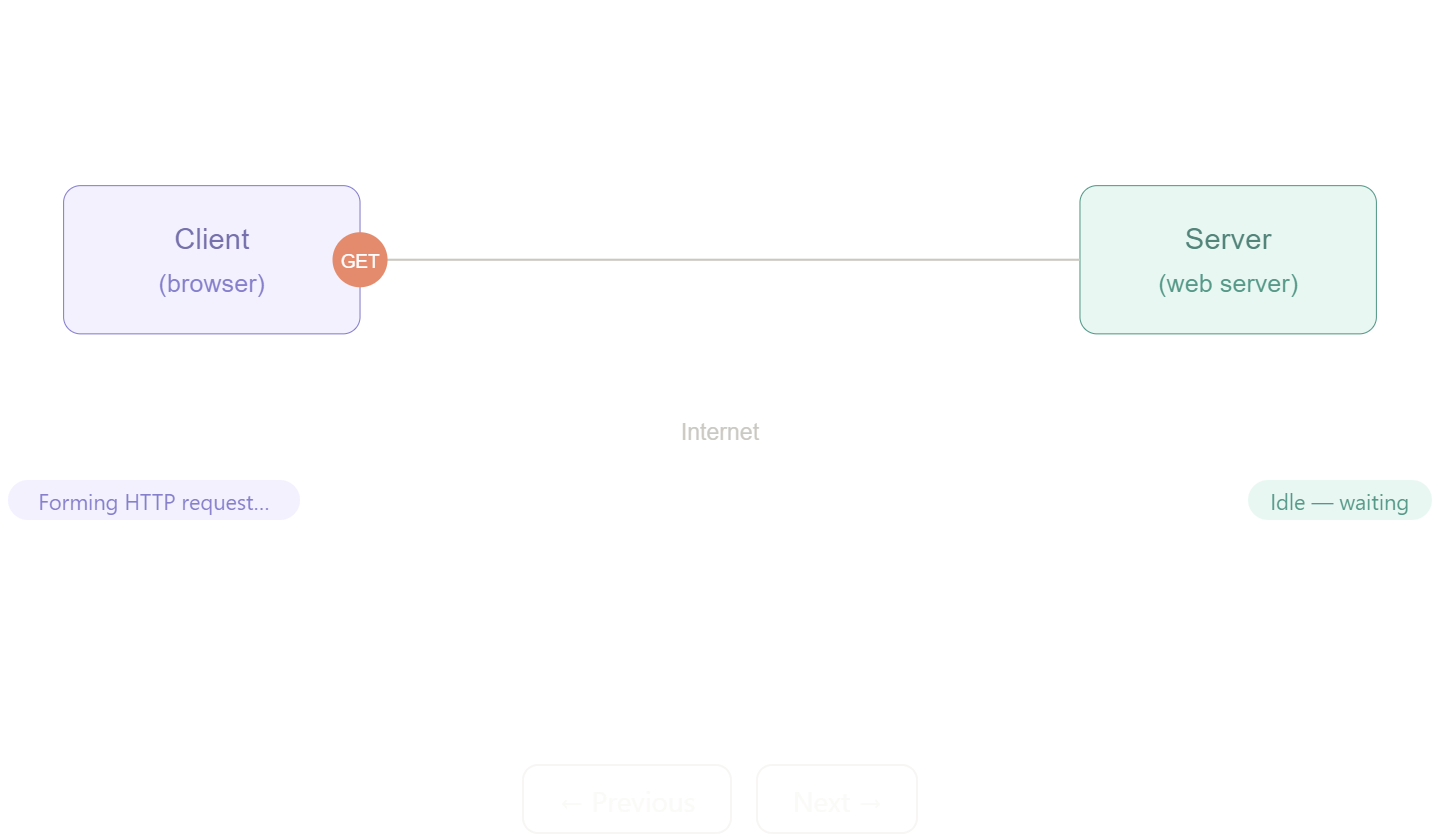 Client
(browser)
GET
Server
(web server)
Internet
Forming HTTP request...
Idle — waiting
← Previous
Next →